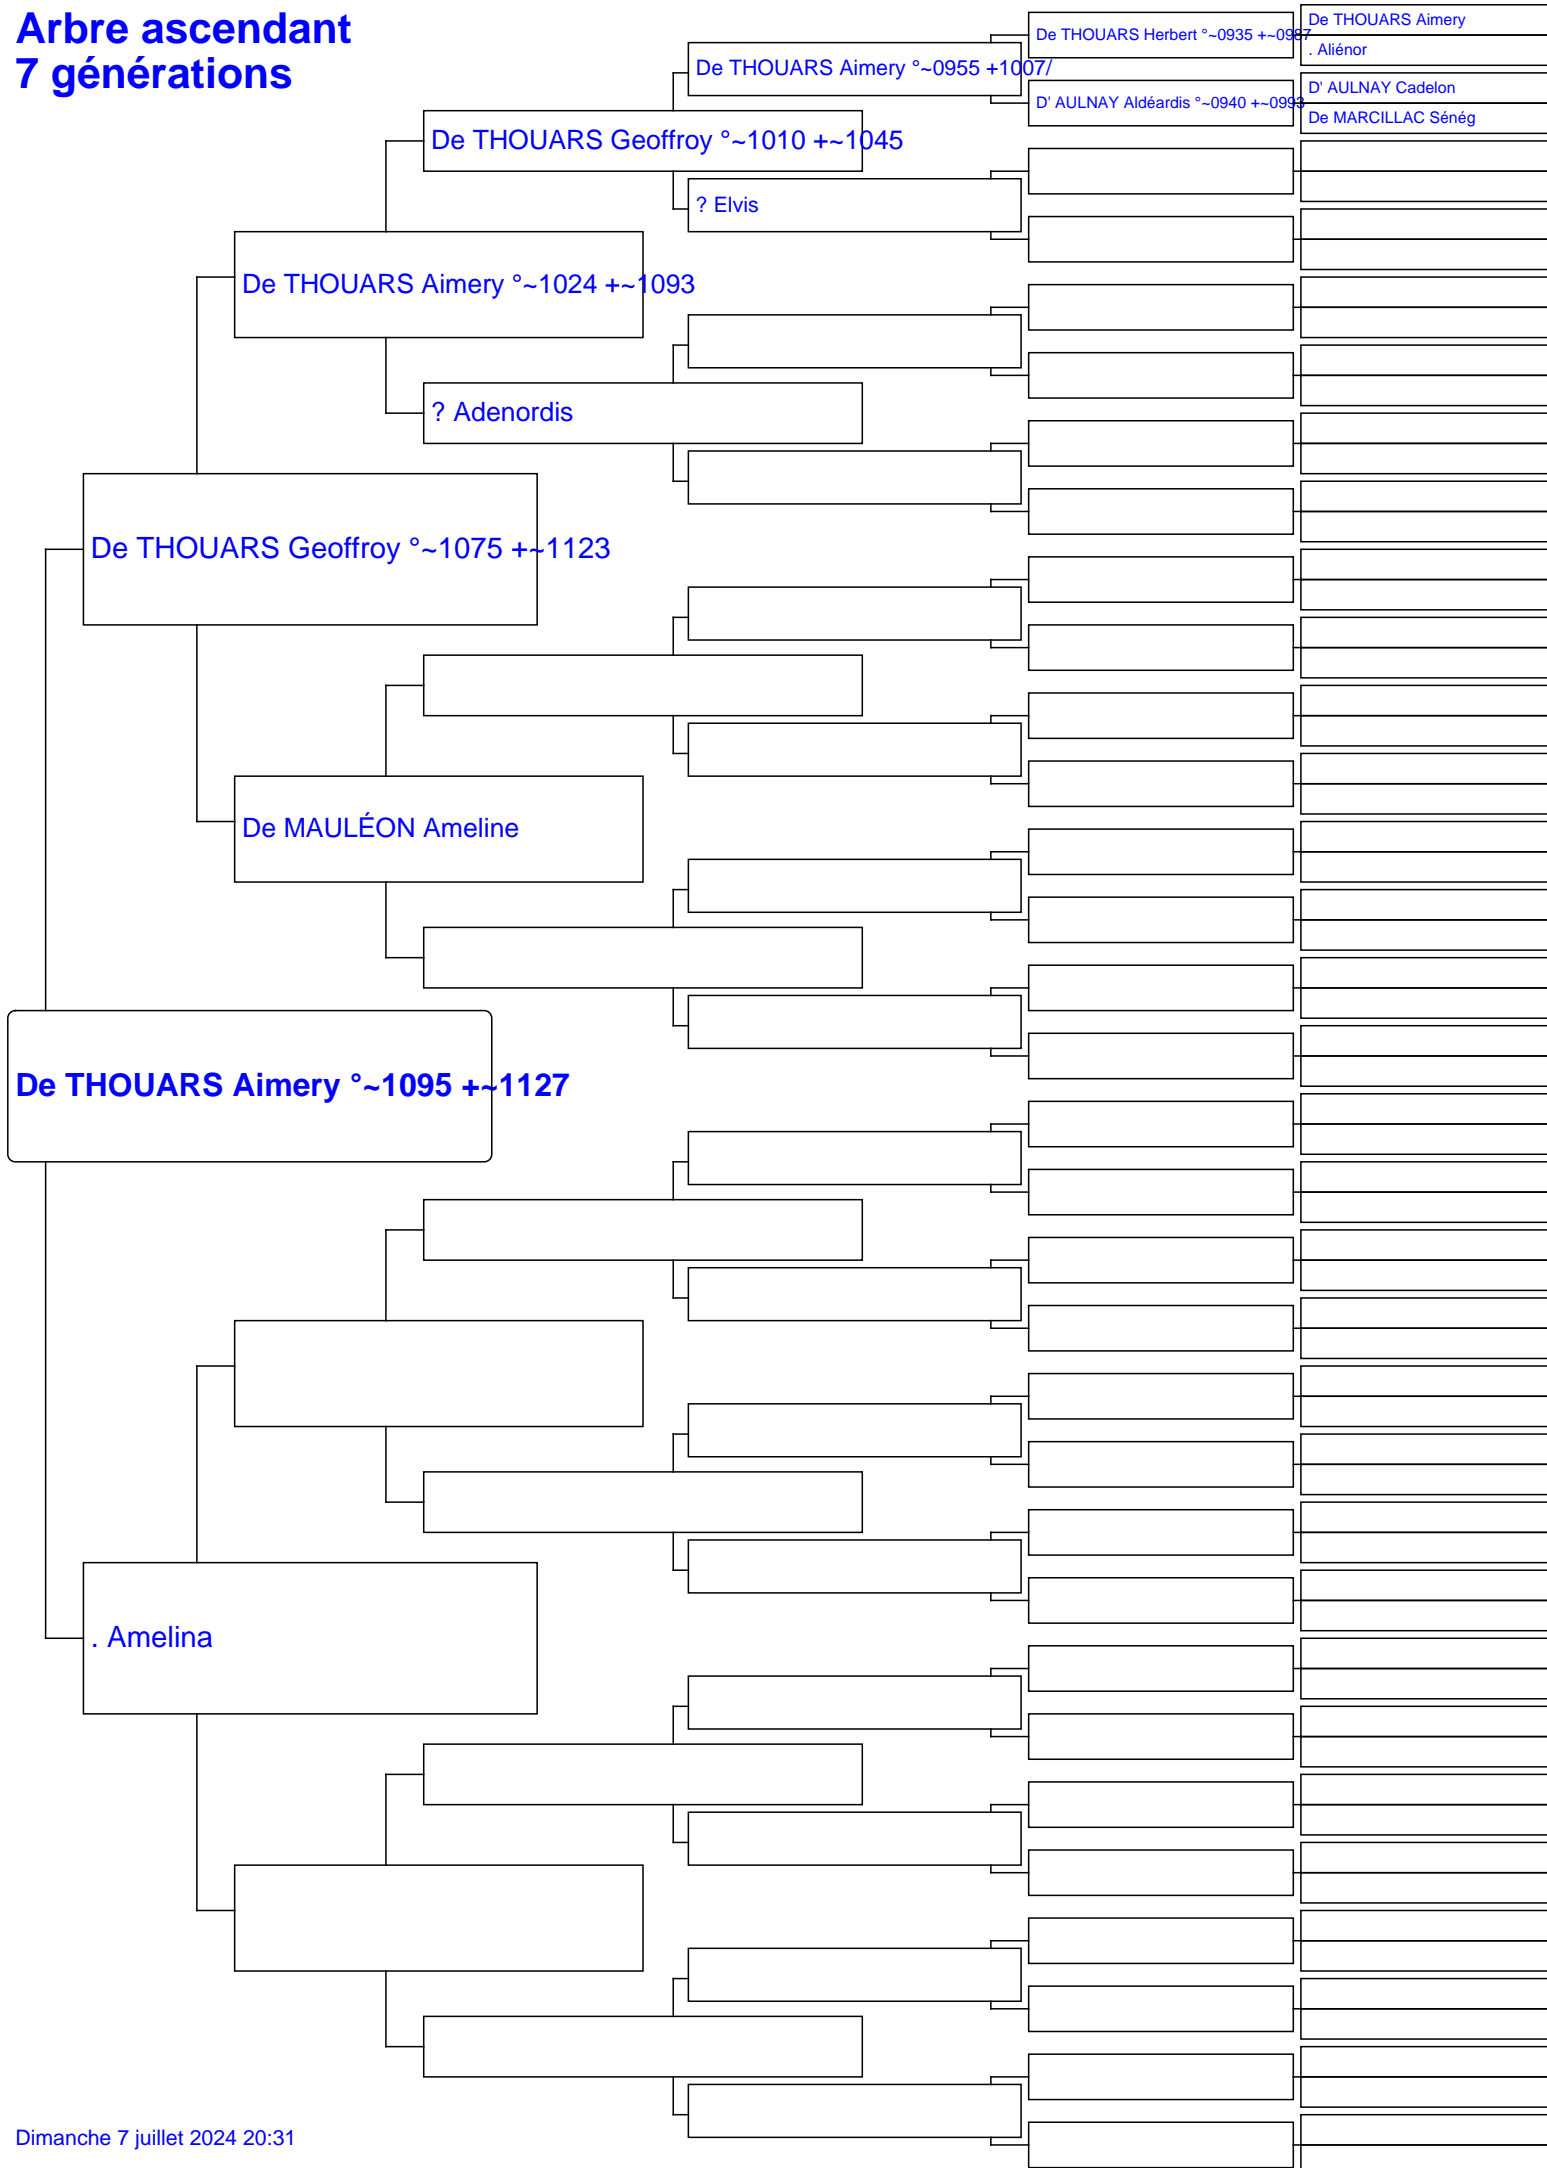 Arbre ascendant
7 générations
De THOUARS Aimery
De THOUARS Herbert °~0935 +~0987
. Aliénor
De THOUARS Aimery °~0955 +1007/
D' AULNAY Cadelon
D' AULNAY Aldéardis °~0940 +~0993
De MARCILLAC Sénég
De THOUARS Geoffroy °~1010 +~1045
? Elvis
De THOUARS Aimery °~1024 +~1093
? Adenordis
De THOUARS Geoffroy °~1075 +~1123
De MAULÉON Ameline
De THOUARS Aimery °~1095 +~1127
. Amelina
Dimanche 7 juillet 2024 20:31